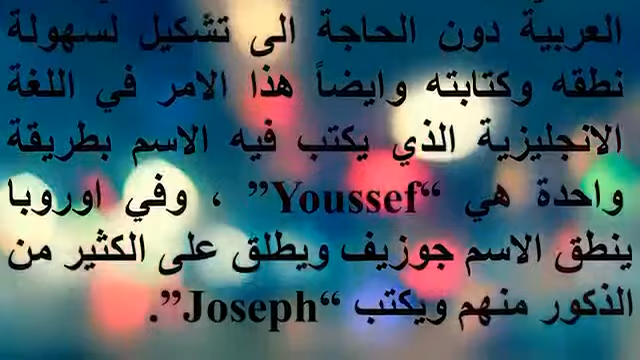 العربية دون الحاجة الى تشكيل لسهولة
نطقه وكتابته وايضاً هذا الامر في اللغة
الانجليزية الذي يكتب فيه الاسم بطريقة
واحدة هي “Youssef” ، وفي اوروبا
ينطق الاسم جوزيف ويطلق على الكثير من
الذكور منهم ويكتب “Joseph”.